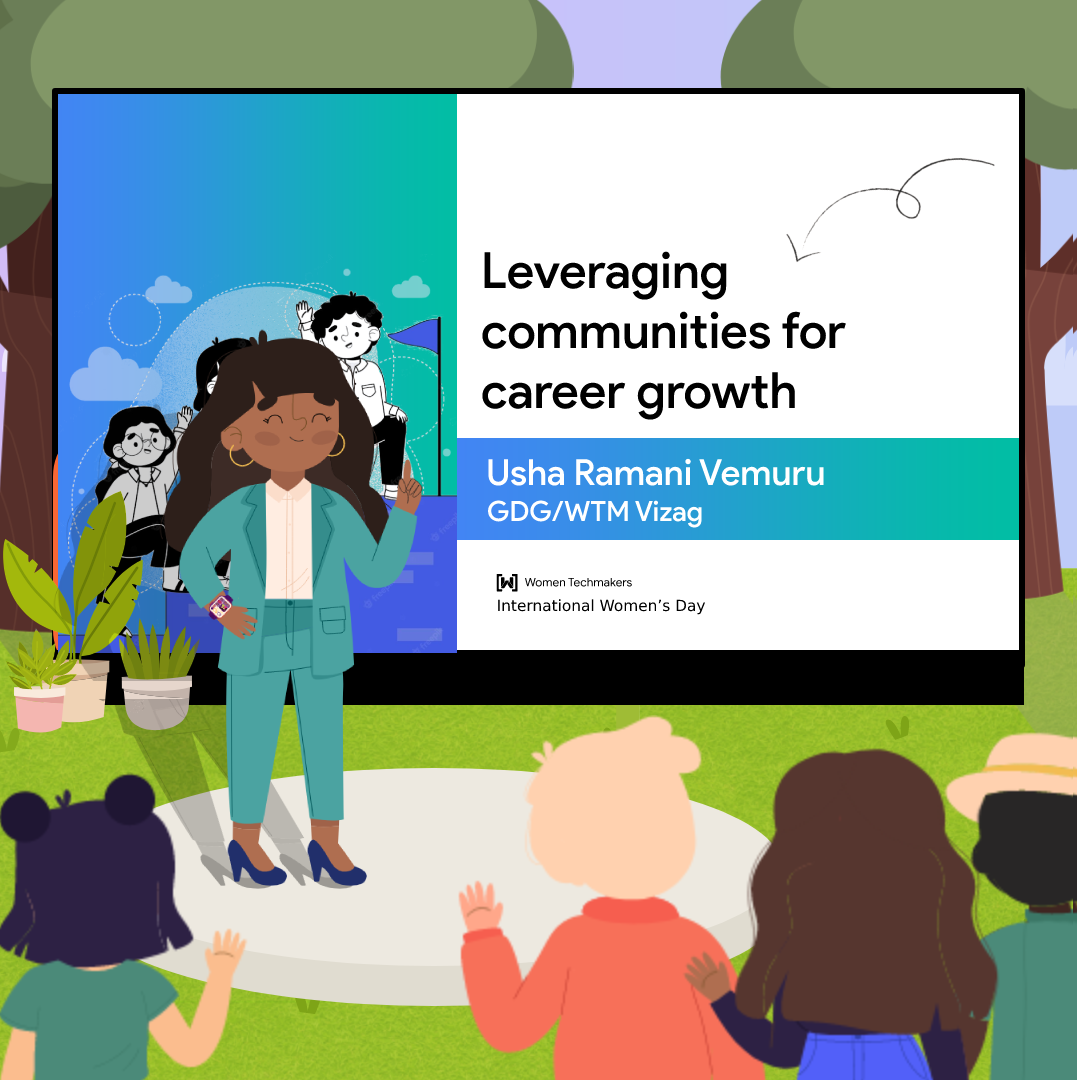 Leveraging
communities for
career growth
Usha Ramani Vemuru
GDG/WTM Vizag
[W] Women Techmakers
International Women’s Day